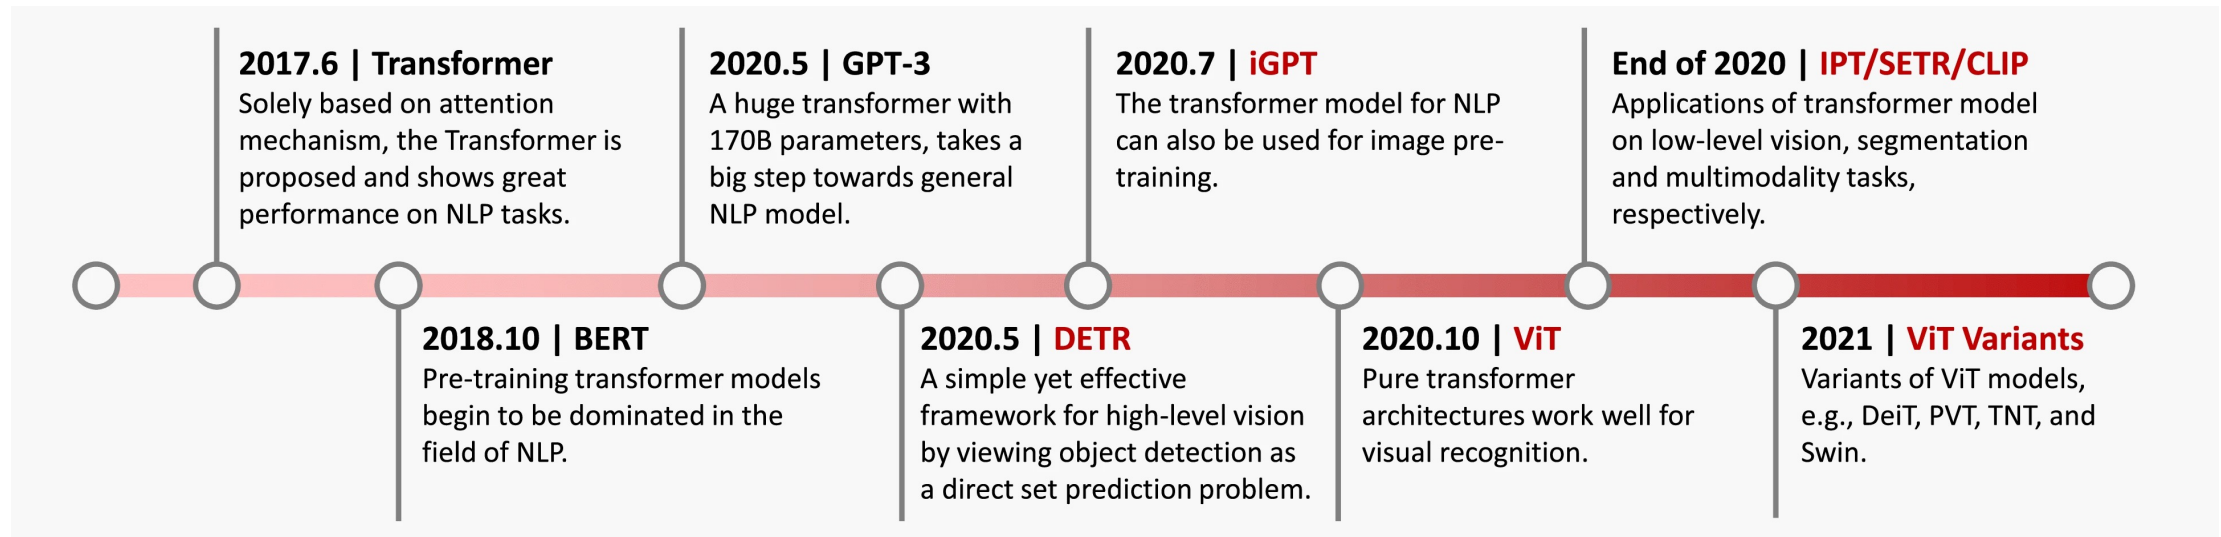 2017.6 | Transformer
Solely based on attention
mechanism, the Transformer is
proposed and shows great
performance on NLP tasks.
2018.10 | BERT
Pre-training transformer models
begin to be dominated in the
field of NLP.
2020.5 | GPT-3
A huge transformer with
170B parameters, takes a
big step towards general
NLP model.
2020.5 | DETR
A simple yet effective
framework for high-level vision
by viewing object detection as
a direct set prediction problem.
2020.7 | iGPT
The transformer model for NLP
can also be used for image pre-
training.
2020.10 | ViT
Pure transformer
architectures work well for
visual recognition.
End of 2020 | IPT/SETR/CLIP
Applications of transformer model
on low-level vision, segmentation
and multimodality tasks,
respectively.
2021 | ViT Variants
Variants of ViT models,
e.g., DeiT, PVT, TNT, and
Swin.